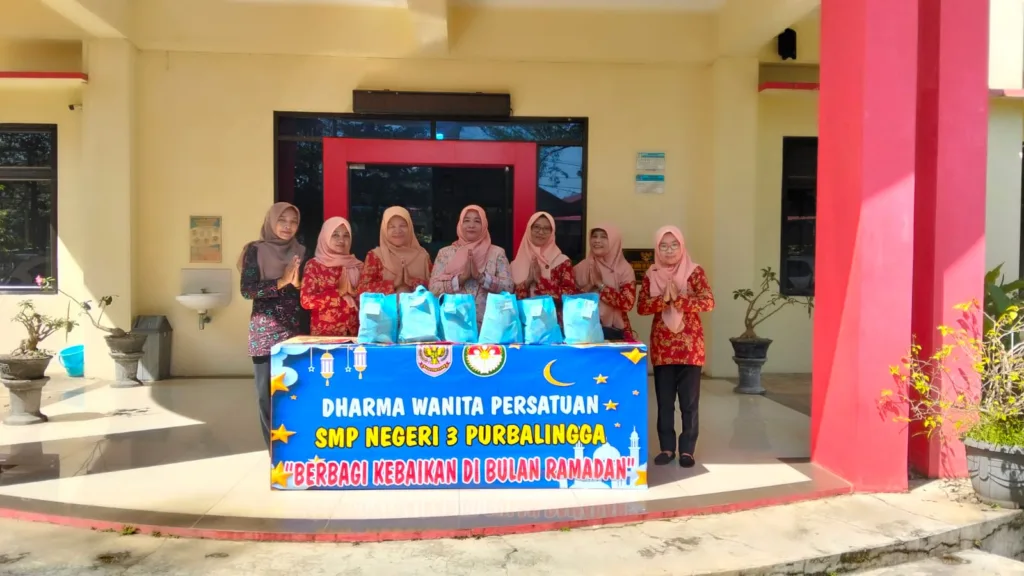 DHARMA WANITA PERSATUAN
SMP NEGERI 3 PURBALINGGA
"BERBAGI KEBAIKAN DI BULAN RAMADAN"